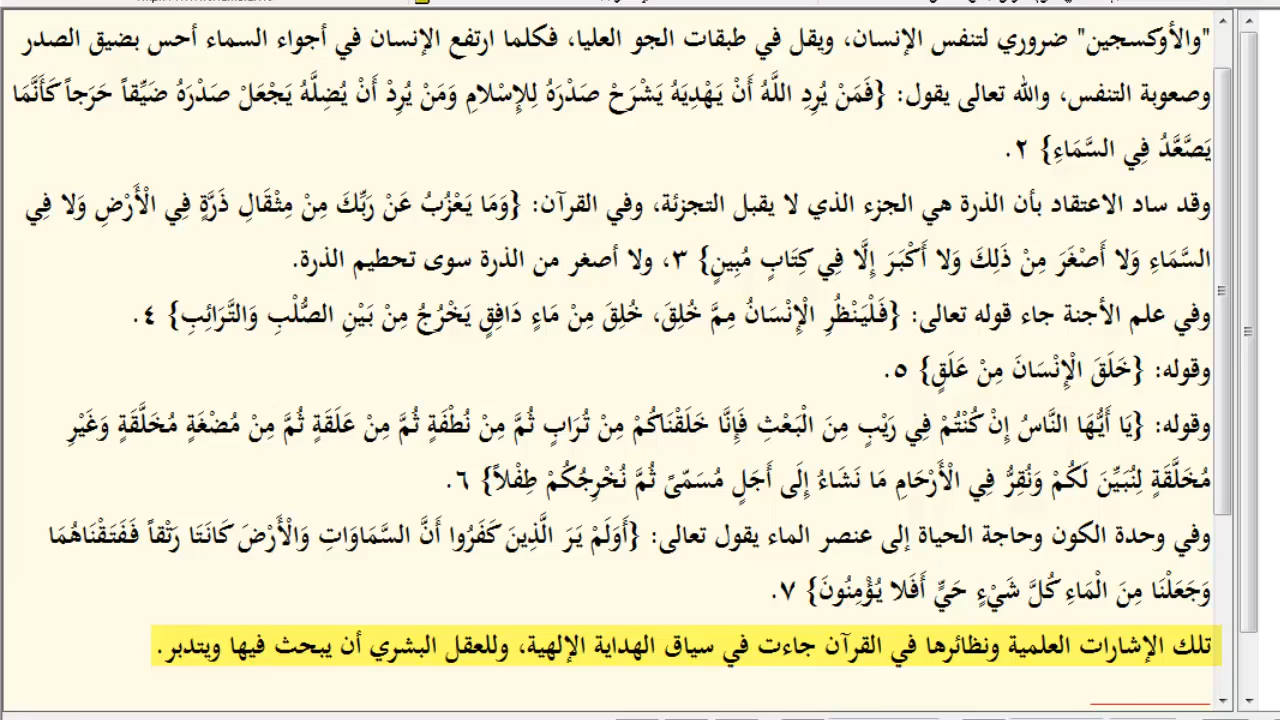 "والأوكسجين" ضروري لتنفس الإنسان، ويقل في طبقات الجو العليا، فكلما ارتفع الإنسان في أجواء السماء أحس بضيق الصدر
وصعوبة التنفس، والله تعالى يقول: {فَمَنْ يُرِدِ اللَّهُ أَنْ يَهْدِيَهُ يَشْرَحْ صَدْرَهُ لِلإِسْلامِ وَمَنْ يُرِدْ أَنْ يُضِلَّهُ يَجْعَلْ صَدْرَهُ ضَيِّقاً حَرَجاً كَأَنَّمَا
يَصَّعَّدُ فِي السَّمَاءِ} ٢.
وقد ساد الاعتقاد بأن الذرة هي الجزء الذي لا يقبل التجزئة، وفي القرآن: {وَمَا يَعْزُبُ عَنْ رَبِّكَ مِنْ مِثْقَالِ ذَرَّةٍ فِي الْأَرْضِ وَلا فِي
السَّمَاءِ وَلا أَصْغَرَ مِنْ ذَلِكَ وَلا أَكْبَرَ إِلَّا فِي كِتَابٍ مُبِينٍ} ٣، ولا أصغر من الذرة سوى تحطيم الذرة.
وفي علم الأجنة جاء قوله تعالى: {فَلْيَنْظُرِ الْإِنْسَانُ مِمَّ خُلِقَ، خُلِقَ مِنْ مَاءٍ دَافِقٍ يَخْرُجُ مِنْ بَيْنِ الصُّلْبِ وَالتَّرَائِبِ} ٤.
وقوله: {خَلَقَ الْإِنْسَانَ مِنْ عَلَقٍ} ٥.
وقوله: {يَا أَيُّهَا النَّاسُ إِنْ كُنْتُمْ فِي رَيْبٍ مِنَ الْبَعْثِ فَإِنَّا خَلَقْنَاكُمْ مِنْ تُرَابٍ ثُمَّ مِنْ نُطْفَةٍ ثُمَّ مِنْ عَلَقَةٍ ثُمَّ مِنْ مُضْغَةٍ مُخَلَّقَةٍ وَغَيْرِ
مُخَلَّقَةٍ لِنُبَيِّنَ لَكُمْ وَنُقِرُّ فِي الْأَرْحَامِ مَا نَشَاءُ إِلَى أَجَلٍ مُسَمّىً ثُمَّ نُخْرِجُكُمْ طِفْلاً} ٦.
وفي وحدة الكون وحاجة الحياة إلى عنصر الماء يقول تعالى: {أَوَلَمْ يَرَ الَّذِينَ كَفَرُوا أَنَّ السَّمَاوَاتِ وَالْأَرْضَ كَانَتَا رَتْقاً فَفَتَقْنَاهُمَا
وَجَعَلْنَا مِنَ الْمَاءِ كُلَّ شَيْءٍ حَيٍّ أَفَلا يُؤْمِنُونَ} ٧.
تلك الإشارات العلمية ونظائرها في القرآن جاءت في سياق الهداية الإلهية، وللعقل البشري أن يبحث فيها ويتدبر.